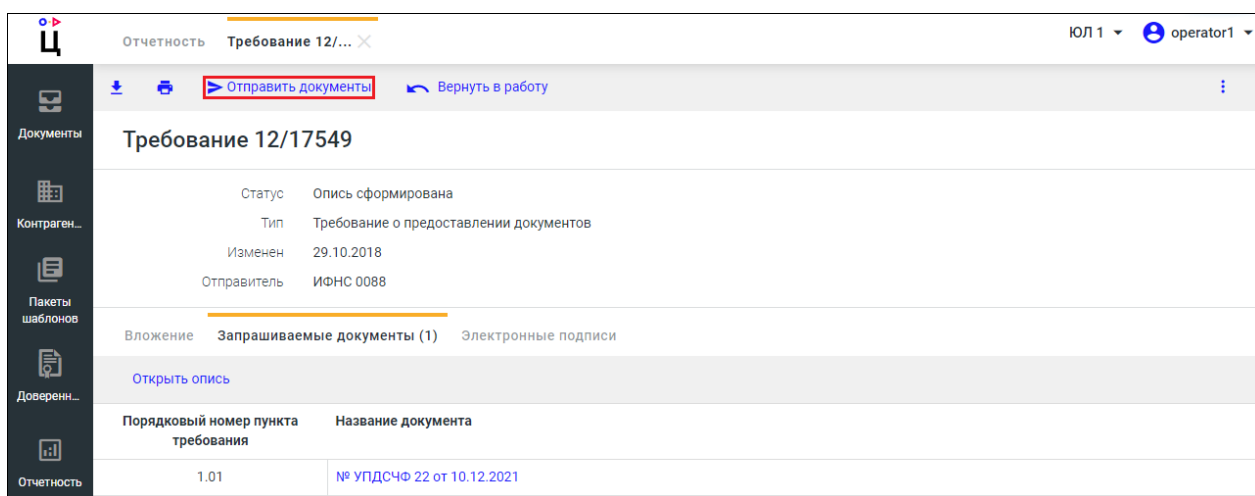 Ц
Отчетность Требование 12/... ЮЛ 1 operator1
Отправить документы Вернуть в работу
Документы
Требование 12/17549
Статус Опись сформирована
Контраген...
Тип Требование о предоставлении документов
Изменен 29.10.2018
Отправитель ИФНС 0088
Пакеты
шаблонов
Вложение Запрашиваемые документы (1) Электронные подписи
Открыть опись
Доверенн...
Порядковый номер пункта
требования
Название документа
Отчетность
1.01 № УПДСЧФ 22 от 10.12.2021